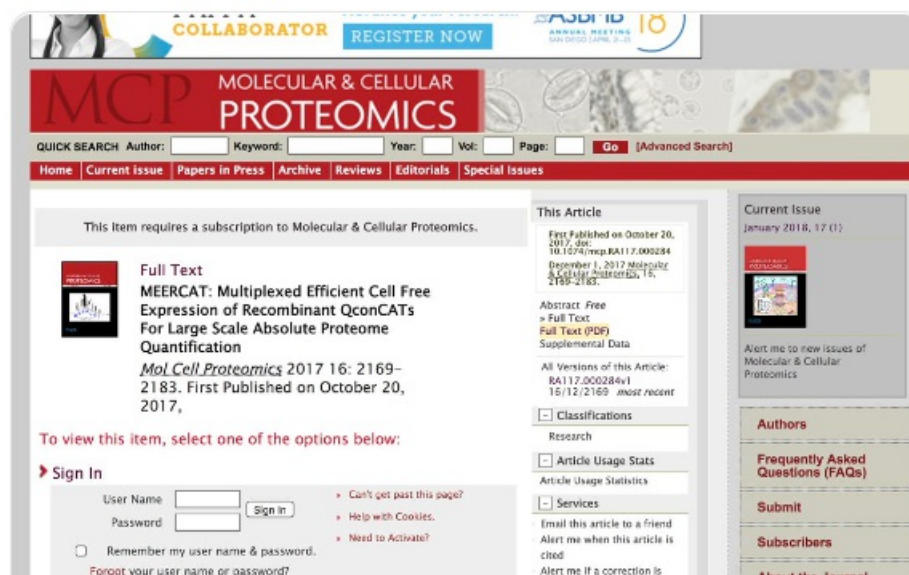 COLLABORATOR
REGISTER NOW
ASBMB
ANNUAL MEETING
18
MCP
MOLECULAR & CELLULAR
PROTEOMICS
QUICK SEARCH Author: Keyword: Year: Vol: Page: Go [Advanced Search]
Home Current issue Papers in Press Archive Reviews Editorials Special Issues
This item requires a subscription to Molecular & Cellular Proteomics.
Full Text
MEERCAT: Multiplexed Efficient Cell Free
Expression of Recombinant QconCATs
For Large Scale Absolute Proteome
Quantification
Mol Cell Proteomics 2017 16: 2169-
2183. First Published on October 20,
2017,
To view this item, select one of the options below:
Sign In
User Name
Sign In
Password
Remember my user name & password.
Forgot your user name or password?
» Can't get past this page?
» Help with Cookies.
» Need to Activate?
This Article
First Published on October 20,
2017, doi:
10.1074/mcp.RA117.000284
December 1, 2017 Molecular
& Cellular Proteomics, 16,
2169-2183.
Abstract Free
» Full Text
Full Text (PDF)
Supplemental Data
All Versions of this Article:
RA117.000284v1
16/12/2169 most recent
Classifications
Research
Article Usage Stats
Article Usage Statistics
Services
Email this article to a friend
Alert me when this article is
cited
Alert me if a correction is
Current Issue
January 2018, 17 (1)
Alert me to new issues of
Molecular & Cellular
Proteomics
Authors
Frequently Asked
Questions (FAQs)
Submit
Subscribers
About the Journal